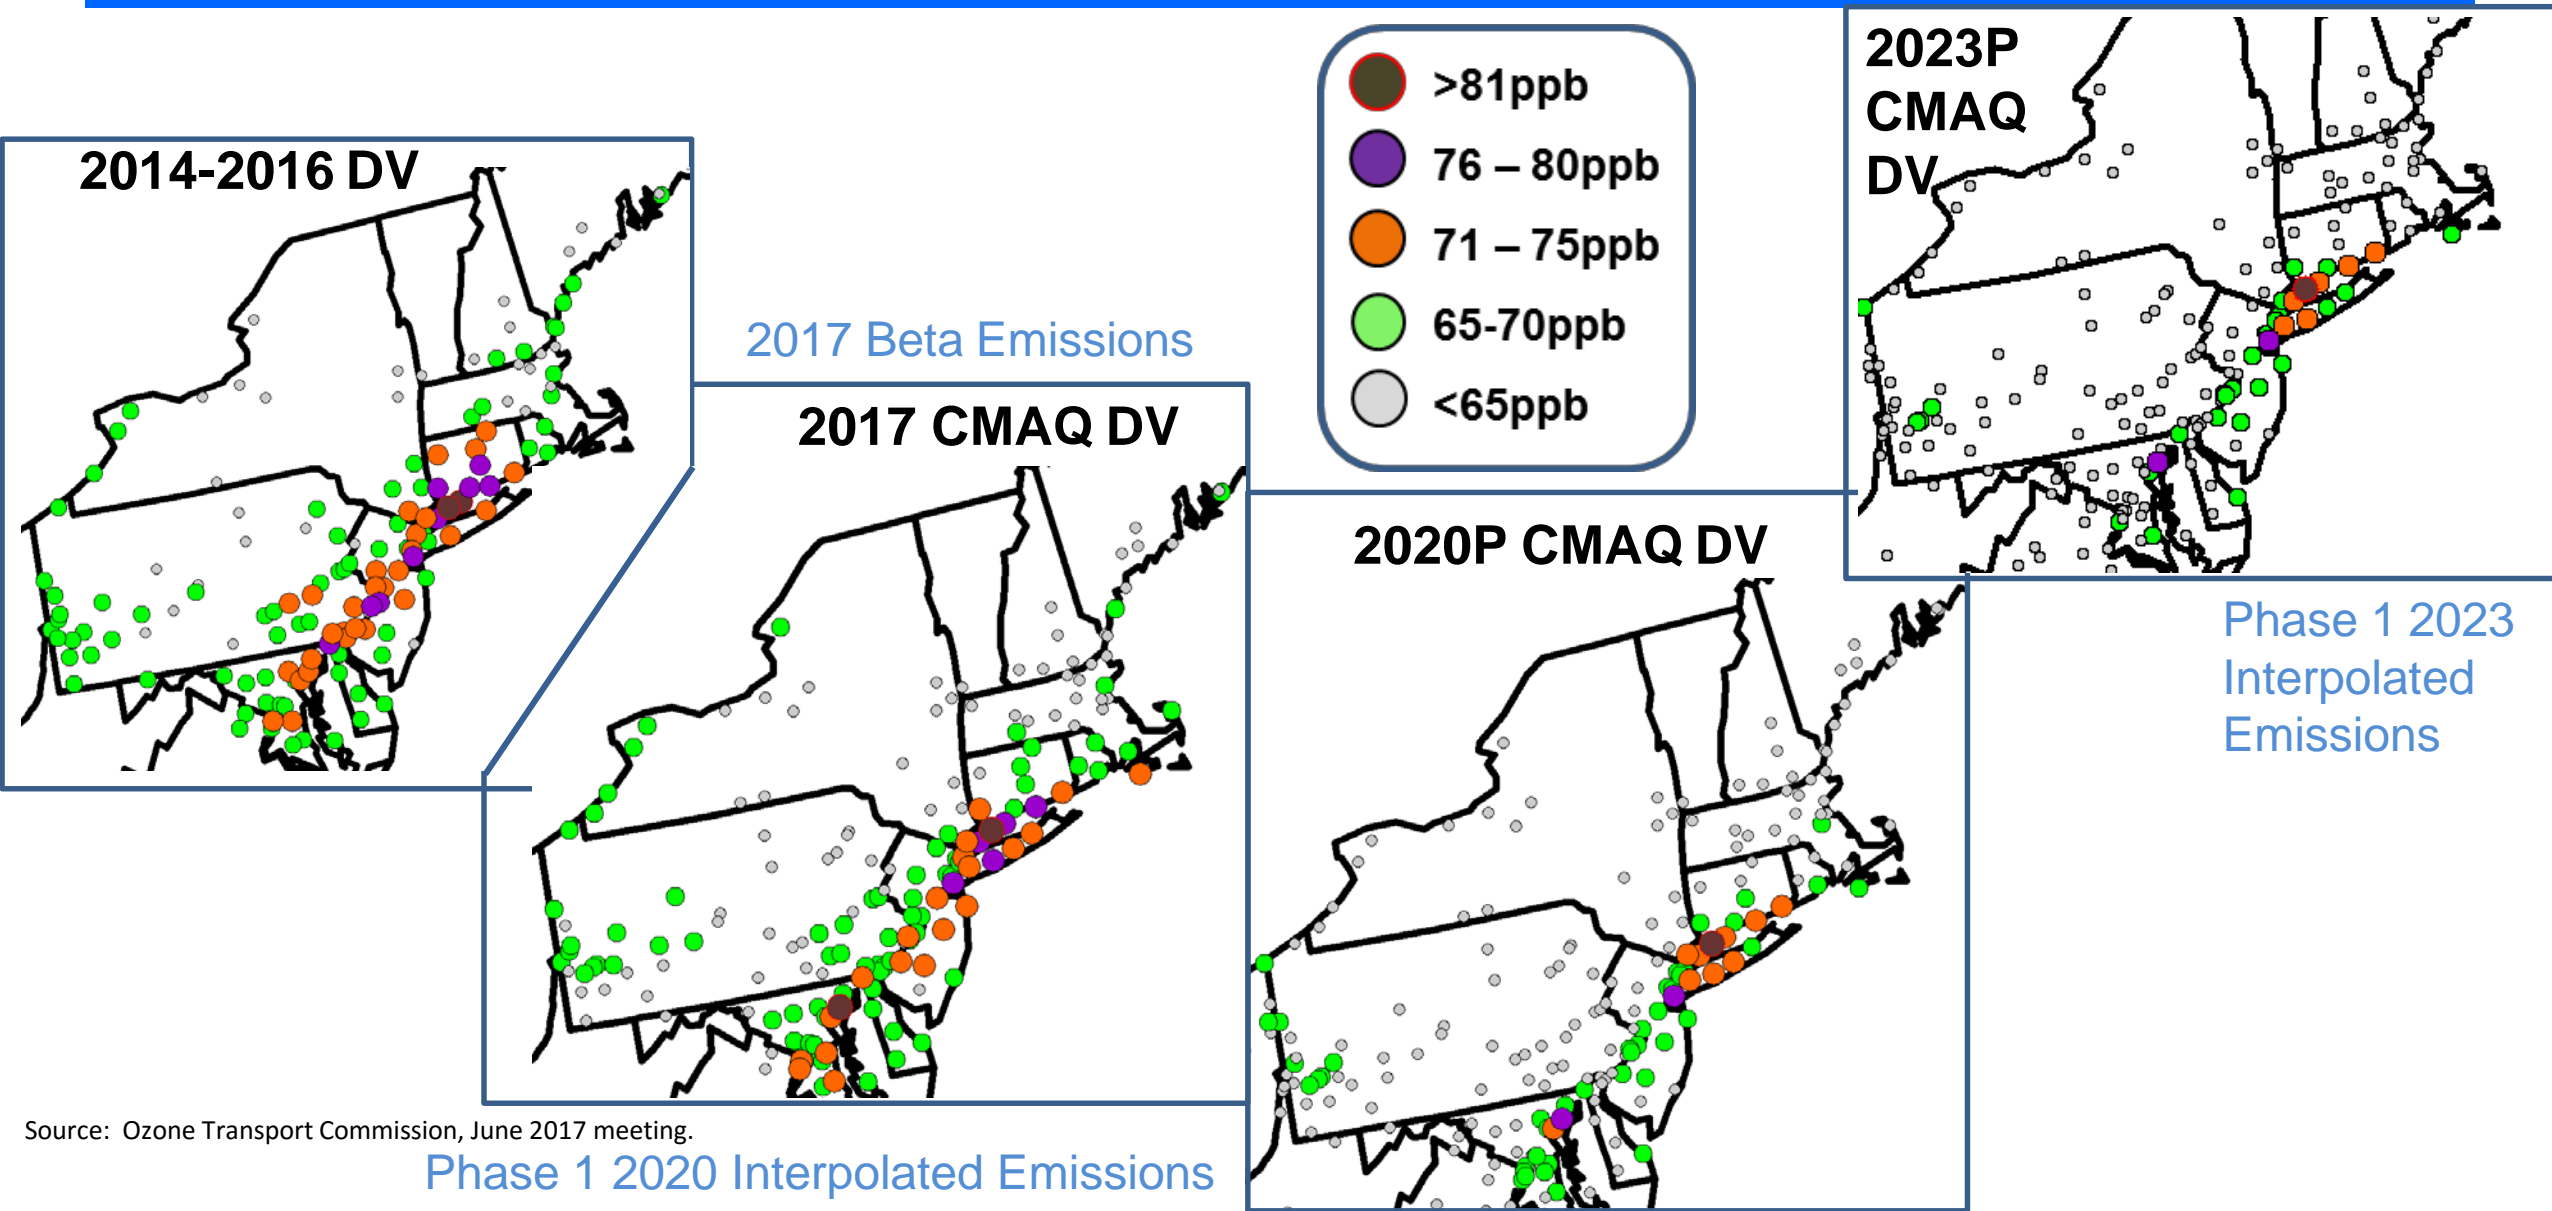 2014-2016 DV
2017 Beta Emissions
2017 CMAQ DV
>81ppb
76 – 80ppb
71 – 75ppb
65-70ppb
<65ppb
2020P CMAQ DV
2023P
CMAQ
DV
Phase 1 2023
Interpolated
Emissions
Source:  Ozone Transport Commission, June 2017 meeting.
Phase 1 2020 Interpolated Emissions